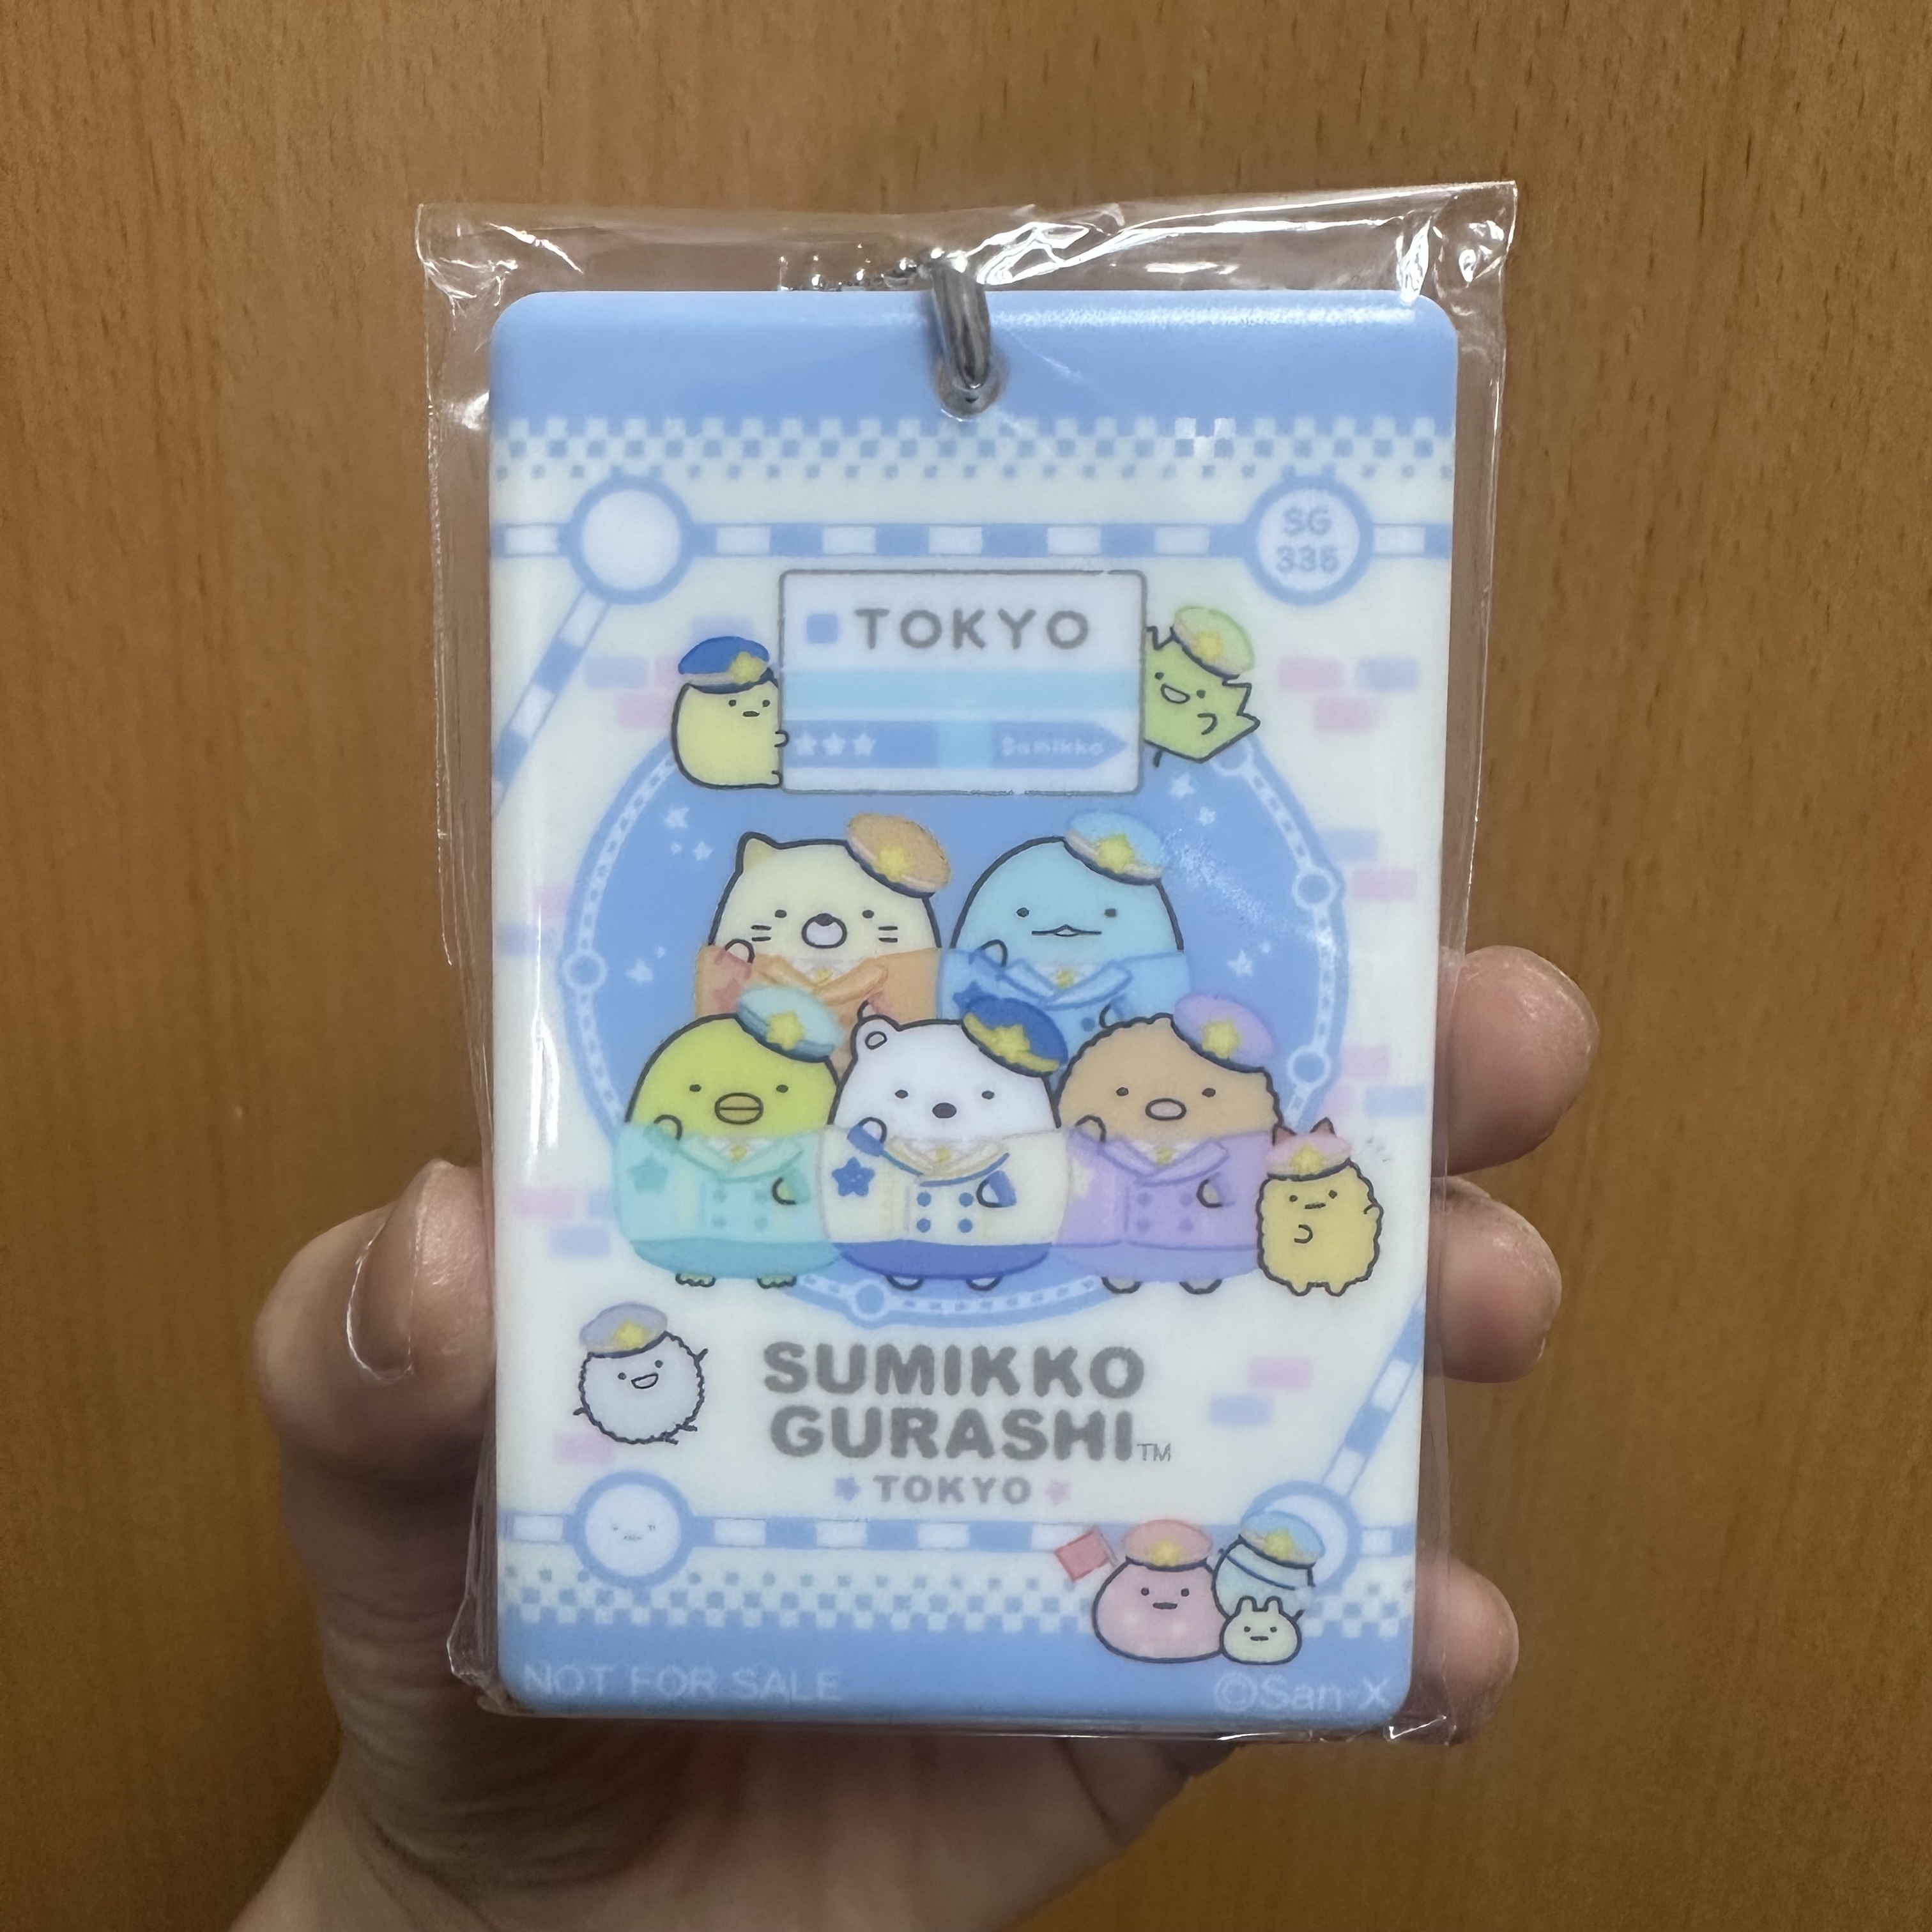 SG
335
TOKYO
★★★ Sumikko
SUMIKKO
GURASHI™
★ TOKYO ★
NOT FOR SALE
©San-X